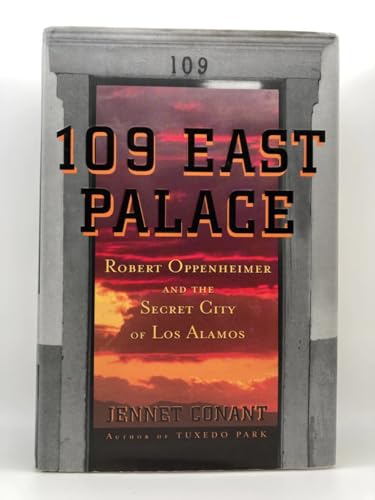 109
109 EAST
PALACE
ROBERT OPPENHEIMER
AND THE
SECRET CITY
OF LOS ALAMOS
JENNET CONANT
AUTHOR OF TUXEDO PARK